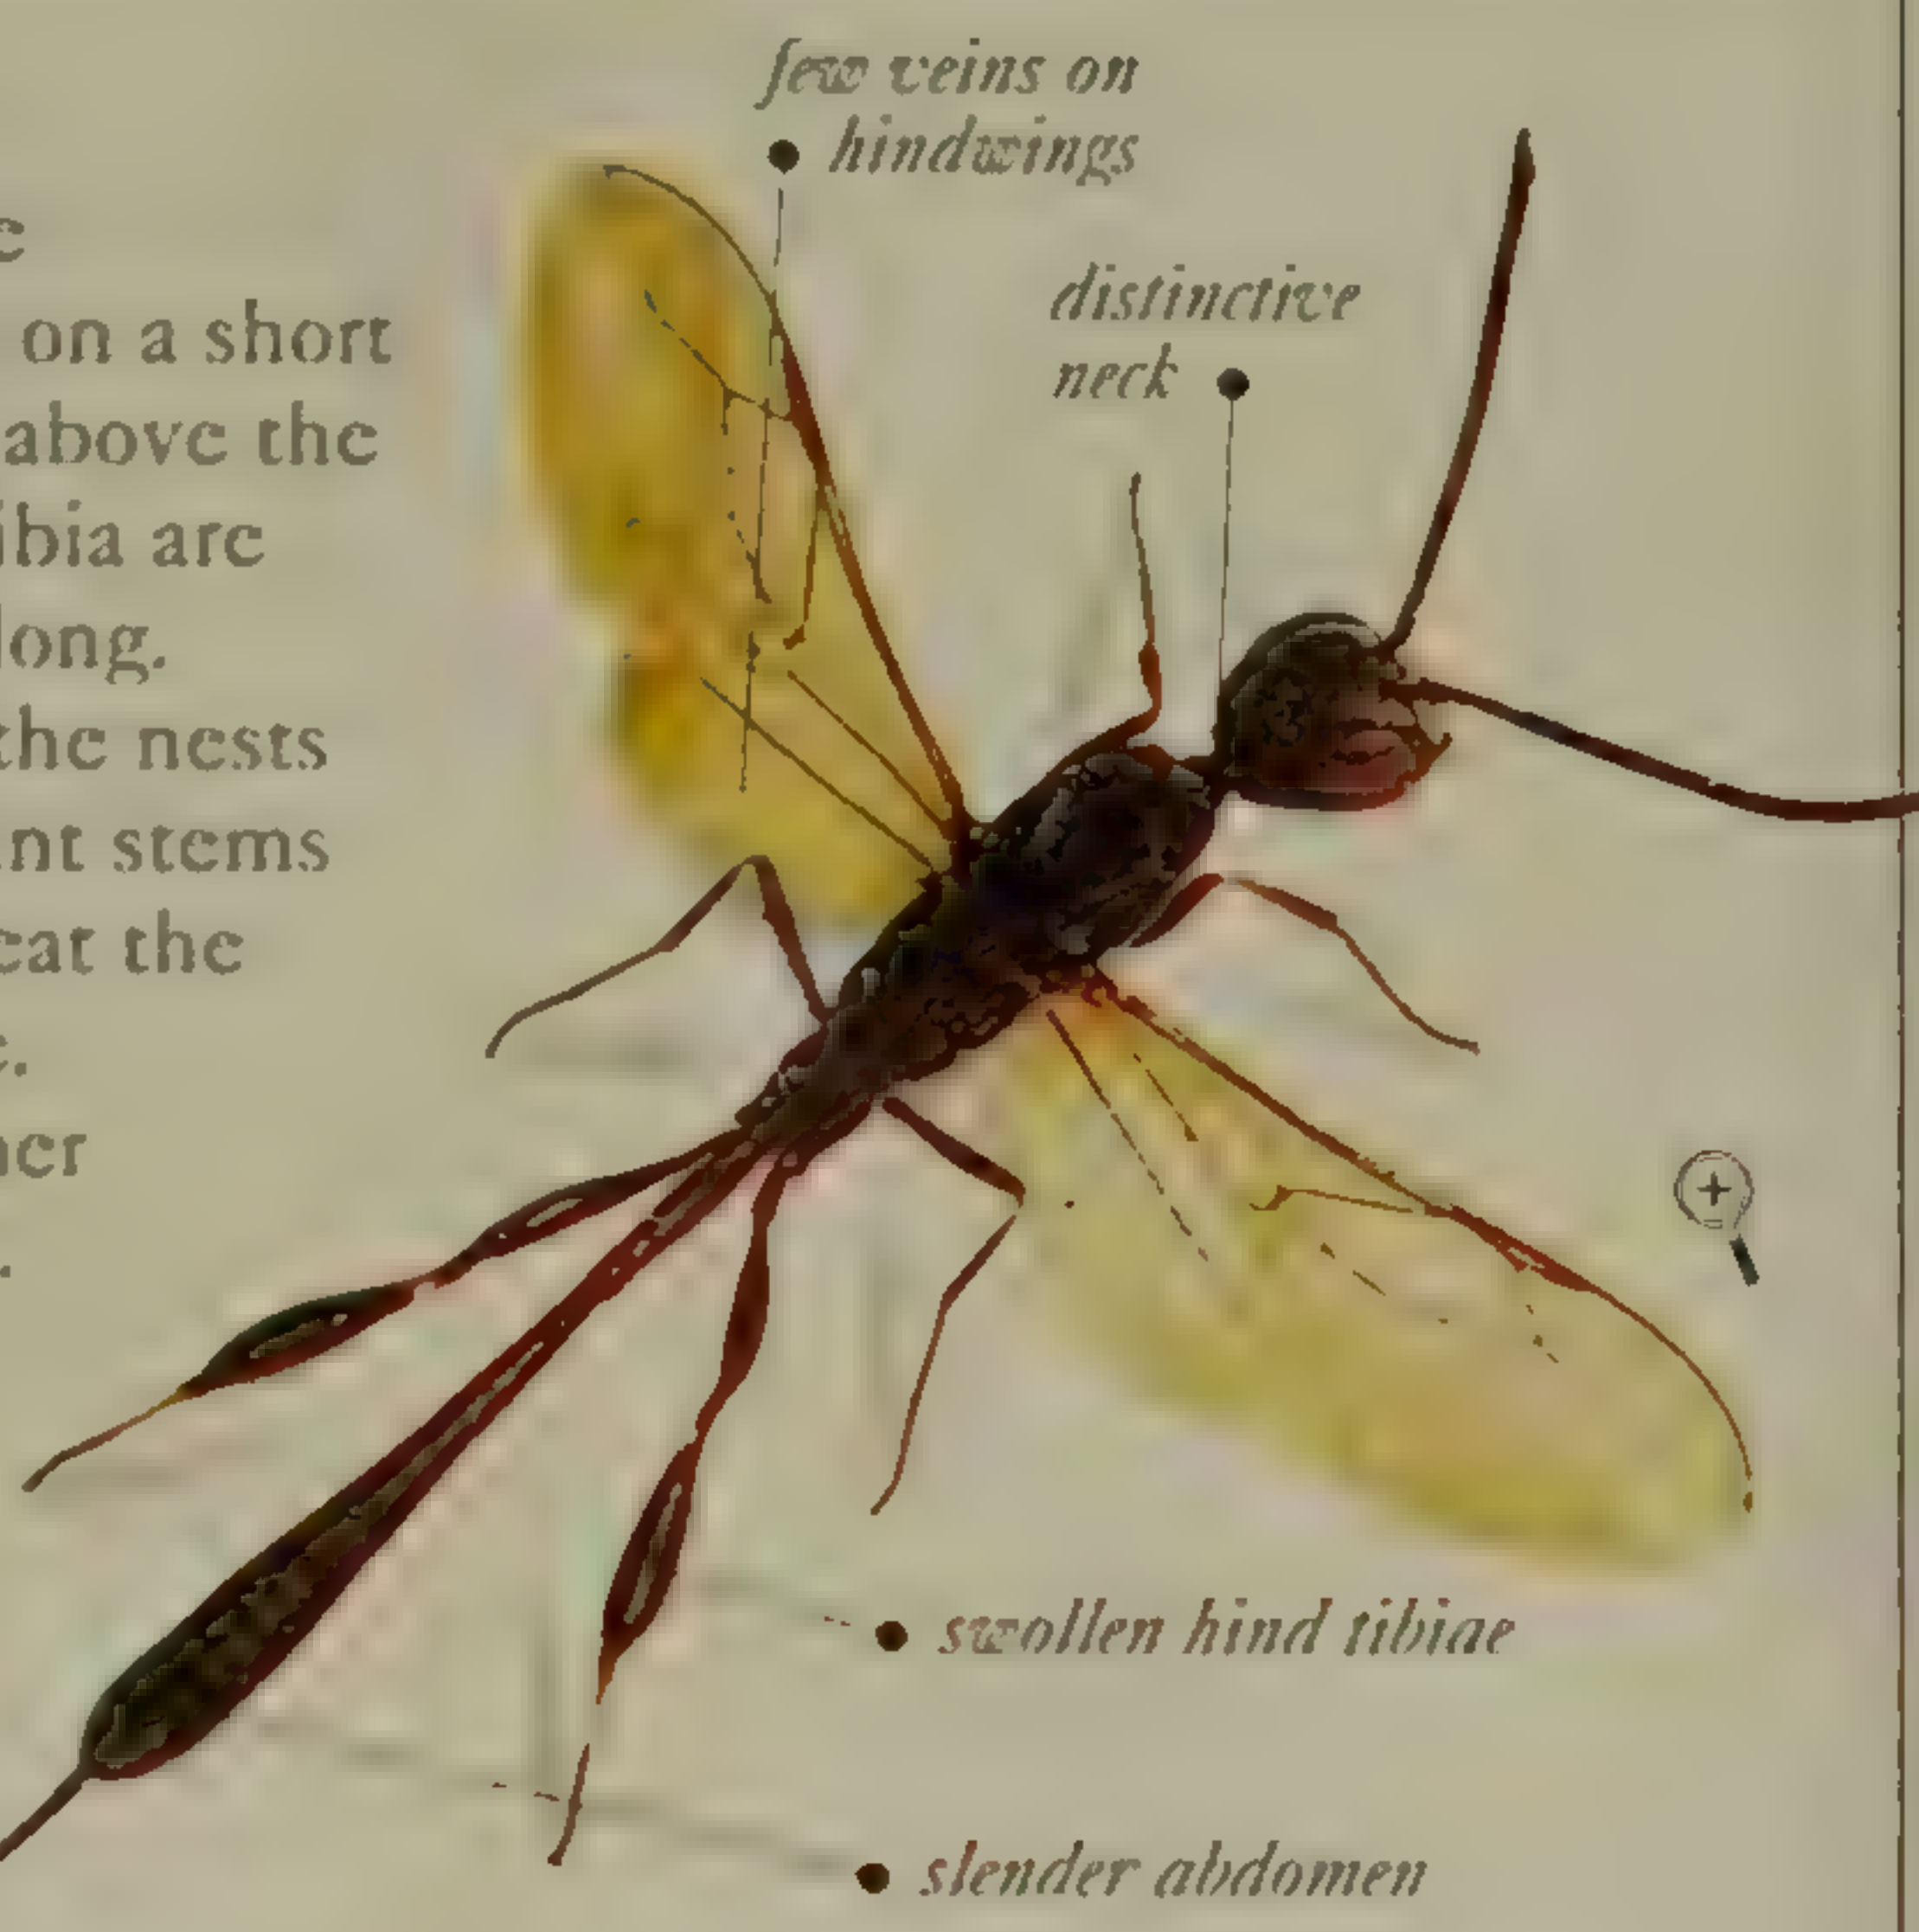 few veins on
hindwings
distinctive
neck
on a short
above the
ibia are
long.
the nests
nt stems
eat the
e.
ner
swollen hind tibiae
slender abdomen